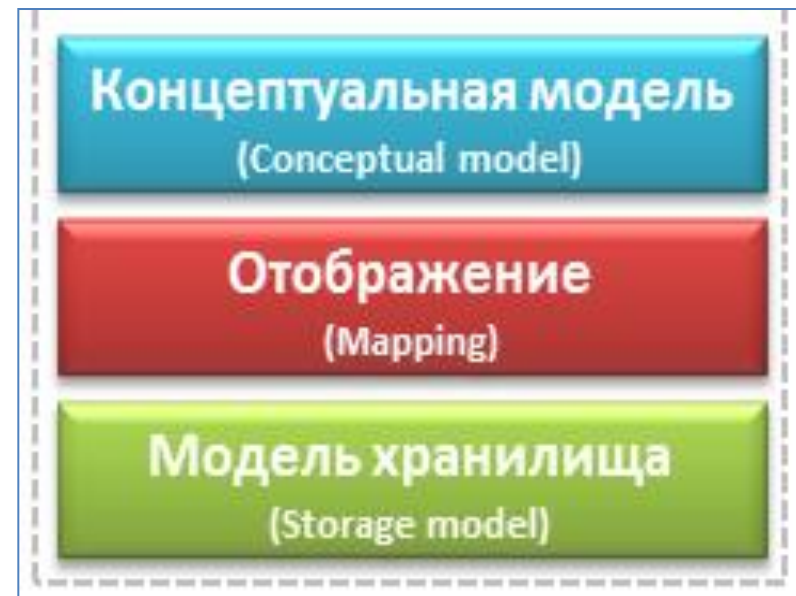 Концептуальная модель
(Conceptual model)
Отображение
(Mapping)
Модель хранилища
(Storage model)